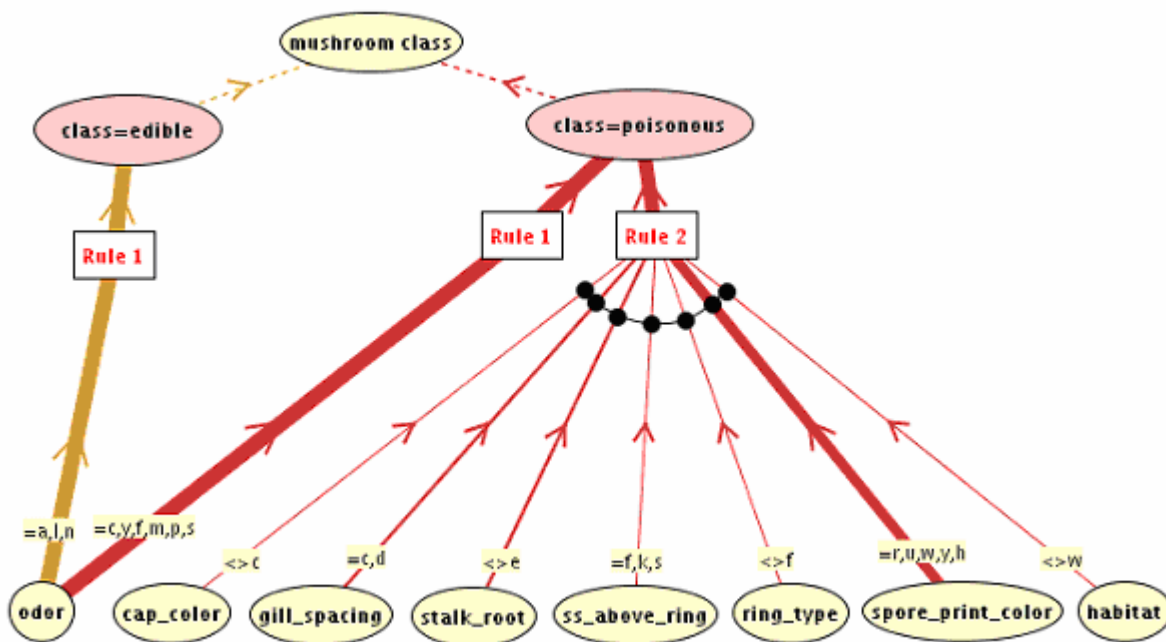 mushroom class
class=edible
class=poisonous
Rule 1
Rule 1
Rule 2
=a,l,n
=c,y,f,m,p,s
<>c
=c,d
<>e
=f,k,s
<>f
=r,u,w,y,h
<>w
odor
cap_color
gill_spacing
stalk_root
ss_above_ring
ring_type
spore_print_color
habitat